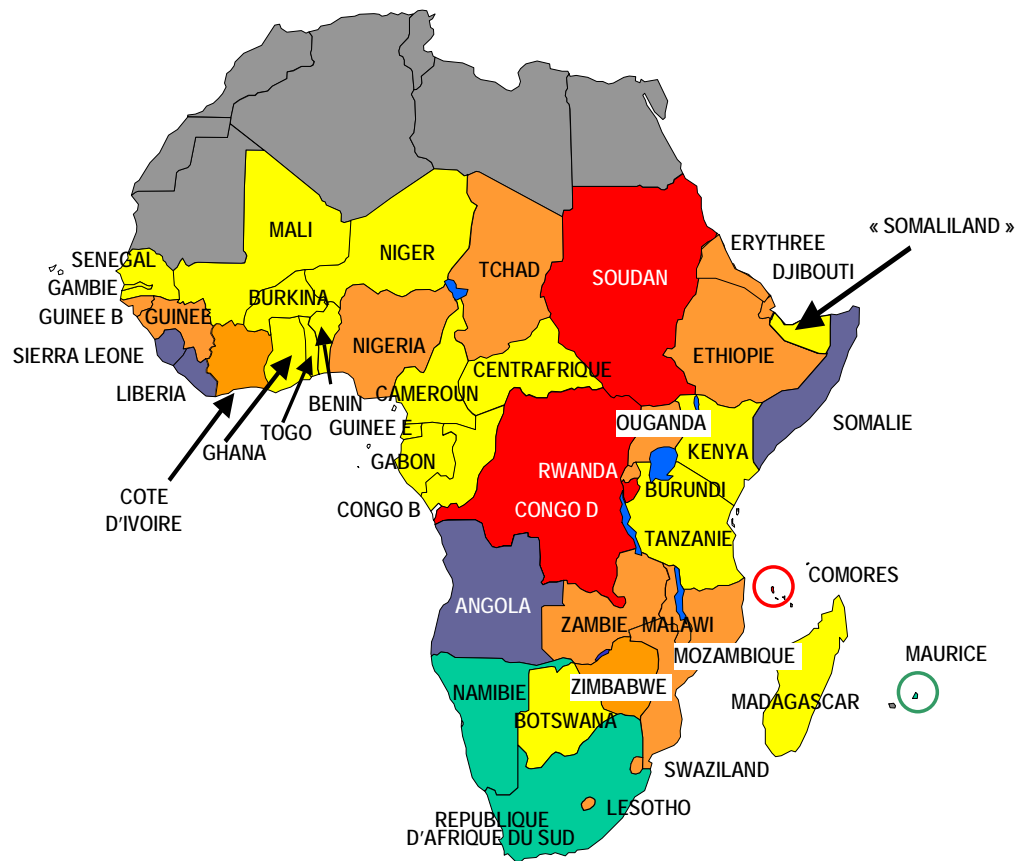 « SOMALILAND »
ERYTHREE
MALI
NIGER
SENEGAL
TCHAD
DJIBOUTI
SOUDAN
GAMBIE
BURKINA
GUINEE B
GUINEE
NIGERIA
SIERRA LEONE
ETHIOPIE
CENTRAFRIQUE
LIBERIA
CAMEROUN
BENIN
OUGANDA
SOMALIE
TOGO
GUINEE E
GHANA
KENYA
GABON
RWANDA
BURUNDI
COTE
D'IVOIRE
CONGO B
CONGO D
TANZANIE
COMORES
ANGOLA
ZAMBIE
MALAWI
MOZAMBIQUE
MAURICE
NAMIBIE
ZIMBABWE
MADAGASCAR
BOTSWANA
SWAZILAND
LESOTHO
REPUBLIQUE
D'AFRIQUE DU SUD